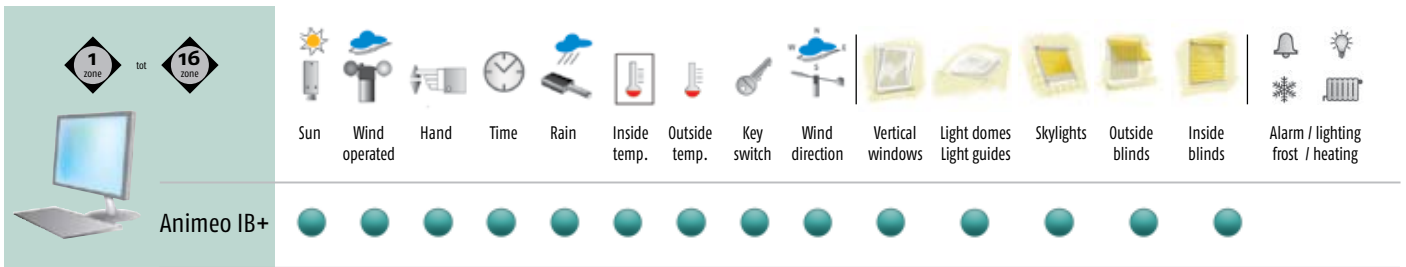 1
zone
tot
16
zone
N
W E
S
Sun
Wind
operated
Hand
Time
Rain
Inside
temp.
Outside
temp.
Key
switch
Wind
direction
Vertical
windows
Light domes
Light guides
Skylights
Outside
blinds
Inside
blinds
Alarm / lighting
frost / heating
Animeo IB+